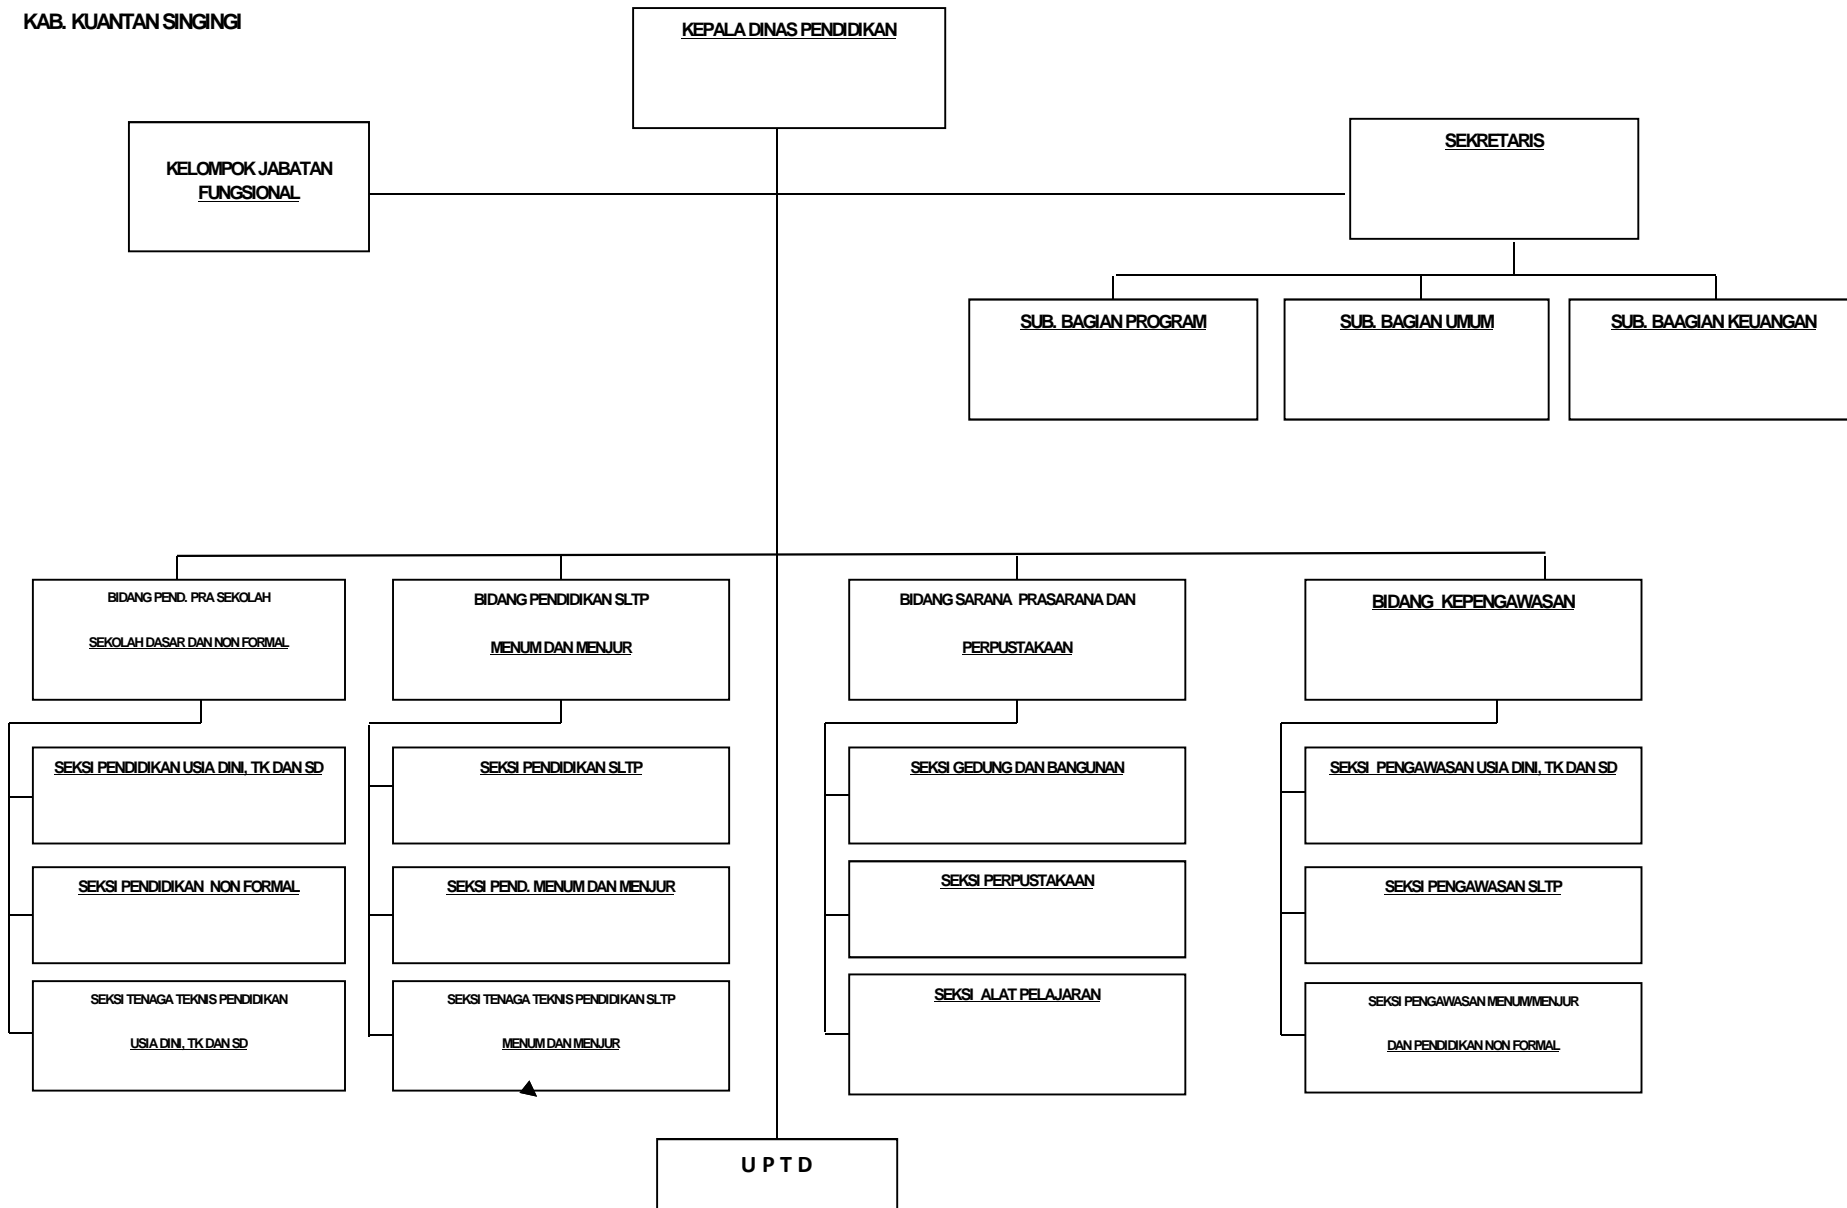 KAB. KUANTAN SINGINGI
KEPALA DINAS PENDIDIKAN
KELOMPOK JABATAN
FUNGSIONAL
SEKRETARIS
SUB. BAGIAN PROGRAM
SUB. BAGIAN UMUM
SUB. BAAGIAN KEUANGAN
BIDANG PEND. PRA SEKOLAH
SEKOLAH DASAR DAN NON FORMAL
BIDANG PENDIDIKAN SLTP
MENUM DAN MENJUR
BIDANG SARANA PRASARANA DAN
PERPUSTAKAAN
BIDANG KEPENGAWASAN
SEKSI PENDIDIKAN USIA DINI, TK DAN SD
SEKSI PENDIDIKAN SLTP
SEKSI GEDUNG DAN BANGUNAN
SEKSI PENGAWASAN USIA DINI, TK DAN SD
SEKSI PENDIDIKAN NON FORMAL
SEKSI PEND. MENUM DAN MENJUR
SEKSI PERPUSTAKAAN
SEKSI PENGAWASAN SLTP
SEKSI TENAGA TEKNIS PENDIDIKAN
USIA DINI, TK DAN SD
SEKSI TENAGA TEKNIS PENDIDIKAN SLTP
MENUM DAN MENJUR
SEKSI ALAT PELAJARAN
SEKSI PENGAWASAN MENUM/MENJUR
DAN PENDIDIKAN NON FORMAL
U P T D